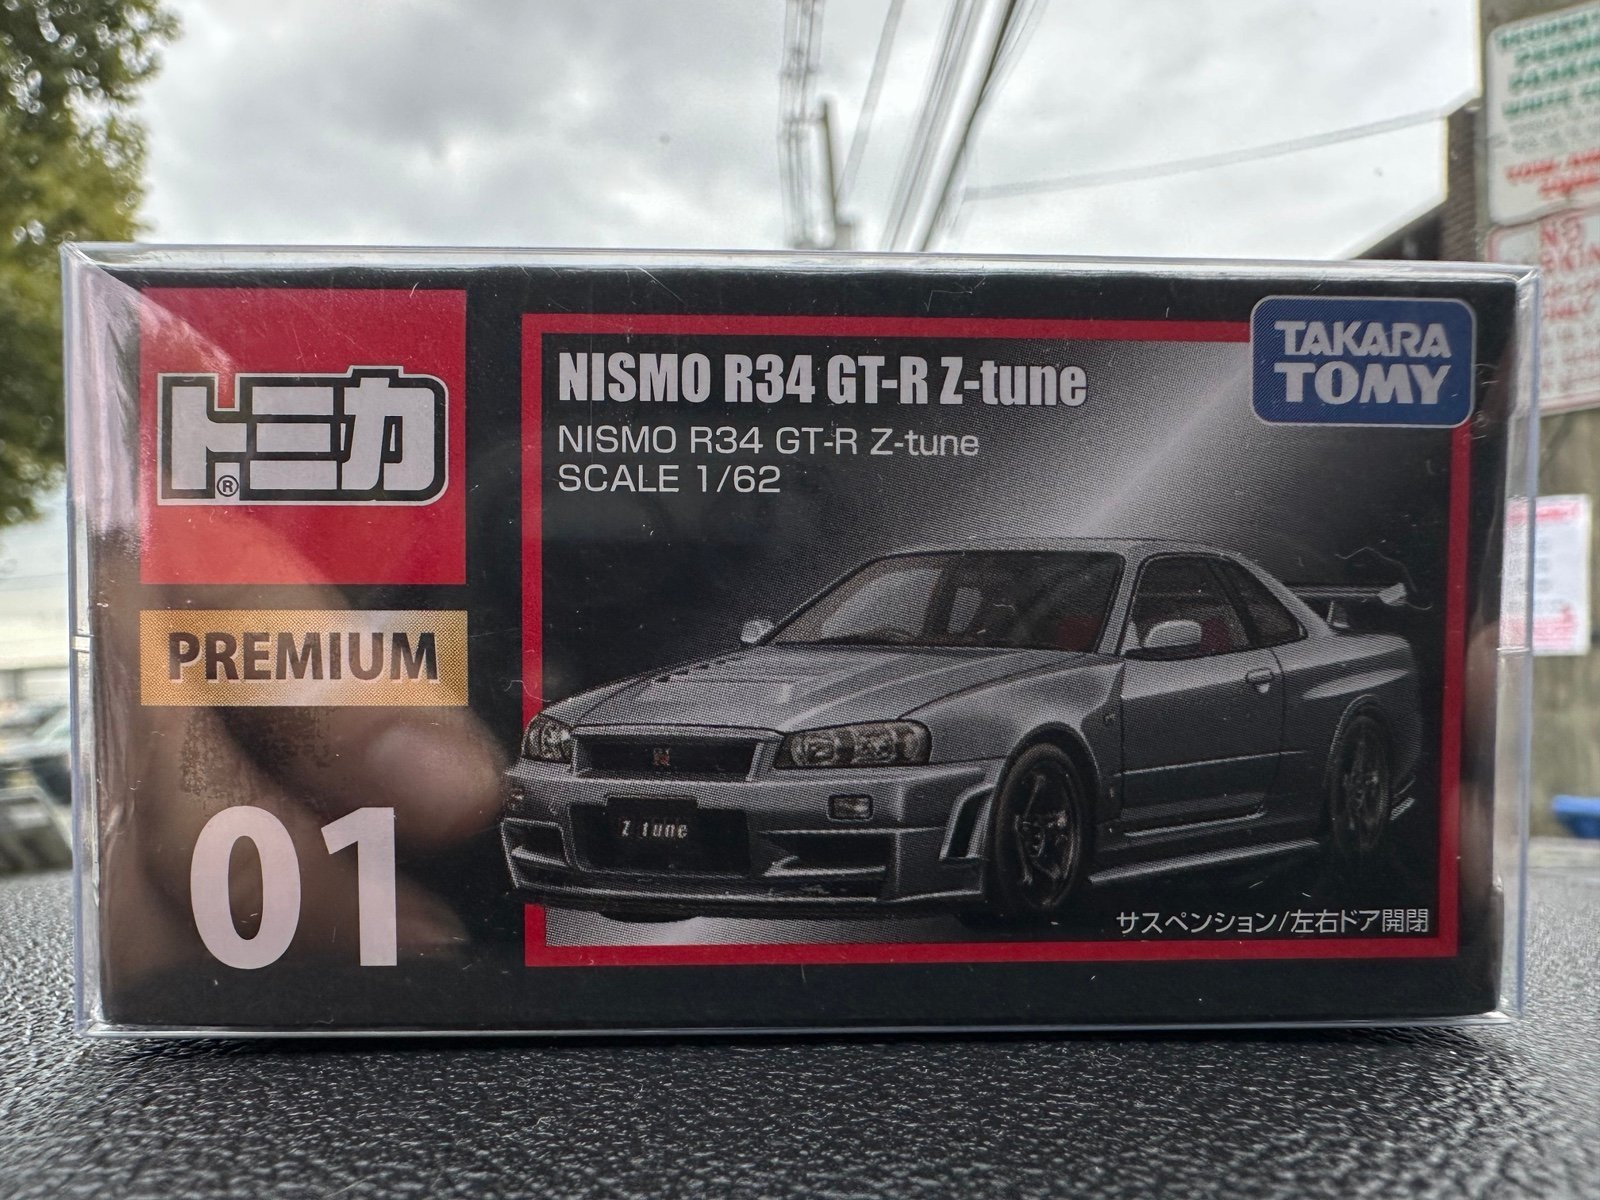 トミカ®
PREMIUM
01
NISMO R34 GT-R Z-tune
NISMO R34 GT-R Z-tune
SCALE 1/62
TAKARA
TOMY
Z tune
サスペンション/左右ドア開閉
NO